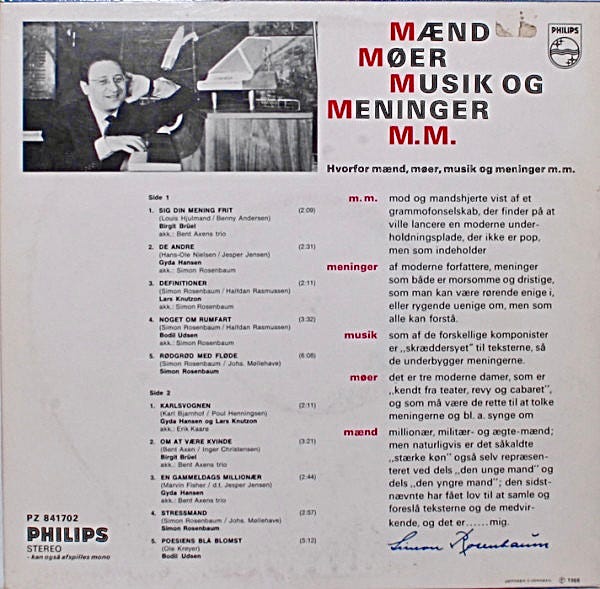 MÆND
MØER
MUSIK OG
MENINGER
M.M.
PHILIPS
Hvorfor mænd, møer, musik og meninger m.m.
m.m. mod og mandshjerte vist af et
grammofonselskab, der finder på at
ville lancere en moderne under-
holdningsplade, der ikke er pop,
men som indeholder
meninger af moderne forfattere, meninger
som både er morsomme og dristige,
som man kan være rørende enige i,
eller rygende uenige om, men som
alle kan forstå.
musik som af de forskellige komponister
er „skræddersyet" til teksterne, så
de underbygger meningerne.
møer det er tre moderne damer, som er
„kendt fra teater, revy og cabaret",
og som må være de rette til at tolke
meningerne og bl. a. synge om
mænd millionær, militær- og ægte-mænd;
men naturligvis er det såkaldte
„stærke køn" også selv repræsen-
teret ved dels „den unge mand" og
dels „den yngre mand"; den sidst-
nævnte har fået lov til at samle og
foreslå teksterne og de medvir-
kende, og det er......mig.
Simon Rosenbaum
Side 1
1. SIG DIN MENING FRIT (2:09)
(Louis Hjulmand / Benny Andersen)
Birgit Brüel
akk.: Bent Axens trio
2. DE ANDRE (2:31)
(Hans-Ole Nielsen / Jesper Jensen)
Gyda Hansen
akk.: Simon Rosenbaum
3. DEFINITIONER (2:11)
(Simon Rosenbaum / Halfdan Rasmussen)
Lars Knutzon
akk.: Simon Rosenbaum
4. NOGET OM RUMFART (3:32)
(Simon Rosenbaum / Halfdan Rasmussen)
Bodil Udsen
akk.: Simon Rosenbaum
5. RØDGRØD MED FLØDE (6:08)
(Simon Rosenbaum / Johs. Møllehave)
Simon Rosenbaum
Side 2
1. KARLSVOGNEN (2:11)
(Karl Bjarnhof / Poul Henningsen)
Gyda Hansen og Lars Knutzon
akk.: Erik Kaare
2. OM AT VÆRE KVINDE (3:21)
(Bent Axen / Inger Christensen)
Birgit Brüel
akk.: Bent Axens trio
3. EN GAMMELDAGS MILLIONÆR (2:44)
(Marvin Fisher / d.t. Jesper Jensen)
Gyda Hansen
akk.: Bent Axens trio
4. STRESSMAND (2:57)
(Simon Rosenbaum / Johs. Møllehave)
Simon Rosenbaum
5. POESIENS BLÅ BLOMST (5:12)
(Ole Krøyer)
Bodil Udsen
PZ 841702
PHILIPS
STEREO
- kan også afspilles mono
℗ 1968